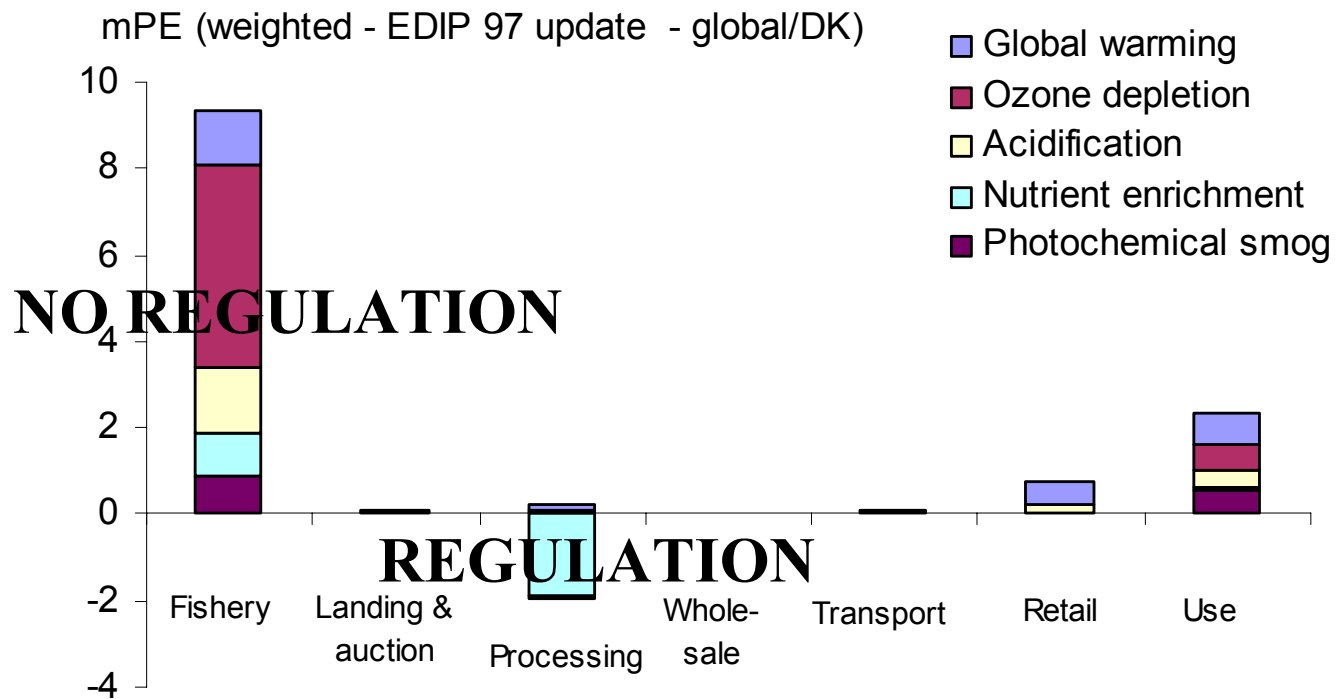 mPE (weighted - EDIP 97 update - global/DK)
Global warming
Ozone depletion
Acidification
Nutrient enrichment
Photochemical smog
10
8
6
NO REGULATION
4
2
0
REGULATION
-2
Fishery
Landing &
auction
Processing
Whole-
sale
Transport
Retail
Use
-4